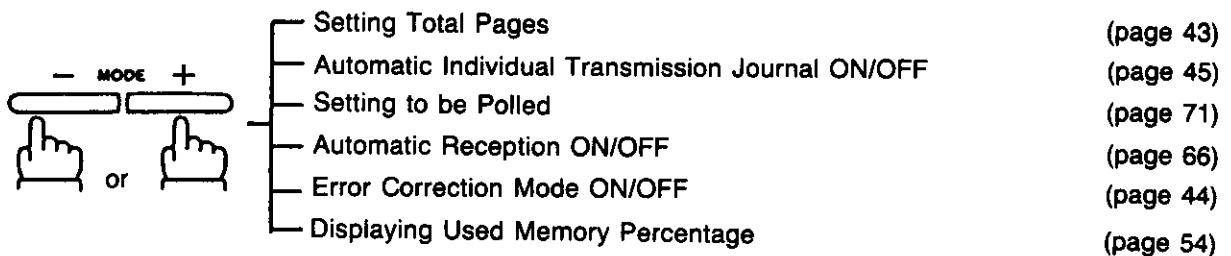 Setting Total Pages (page 43)
Automatic Individual Transmission Journal ON/OFF (page 45)
− MODE +
Setting to be Polled (page 71)
Automatic Reception ON/OFF (page 66)
or
Error Correction Mode ON/OFF (page 44)
Displaying Used Memory Percentage (page 54)